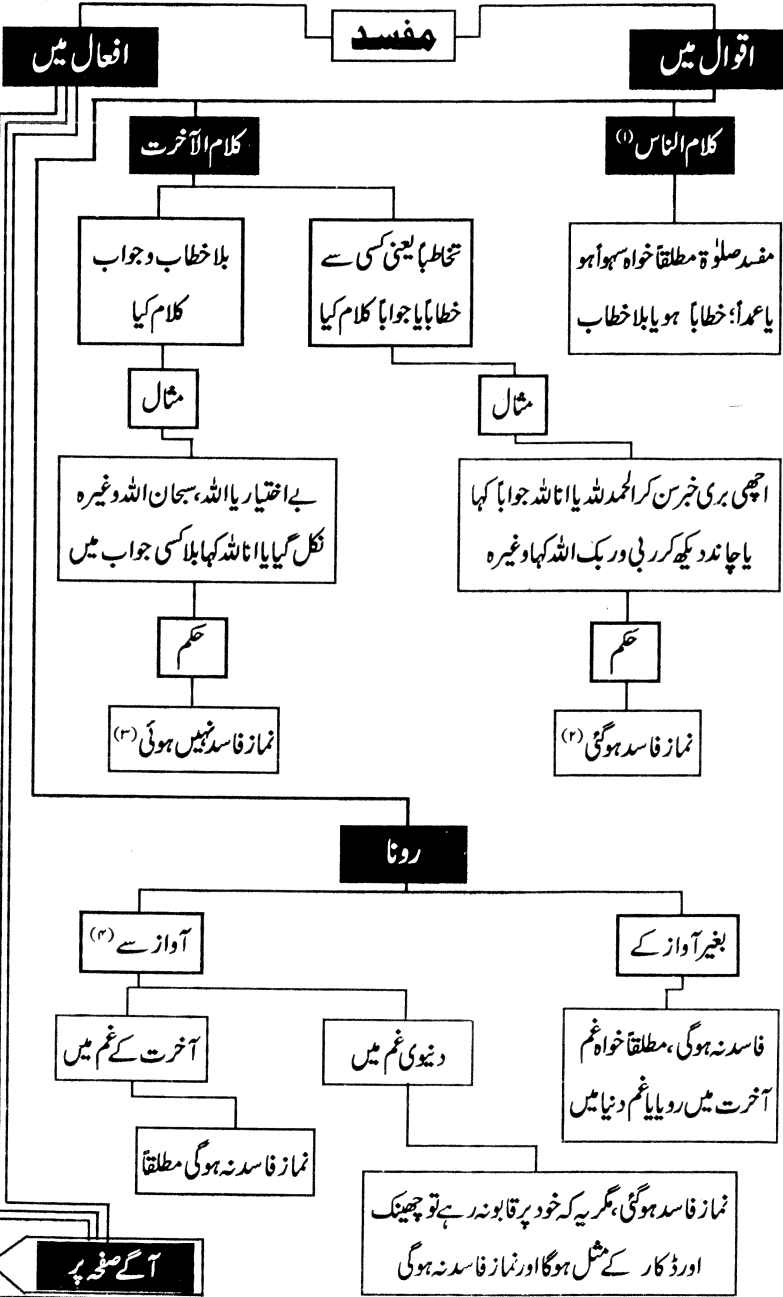 مفسد
اقوال میں
افعال میں
کلام الناس (۱)
کلام الآخرت
مفسد صلوٰۃ مطلقاً خواہ سہواً ہو
یا عمداً؛ خطاباً ہو یا بلا خطاب
تخاطباً یعنی کسی سے
خطاباً یا جواباً کلام کیا
بلا خطاب و جواب
کلام کیا
مثال
مثال
اچھی بری خبر سن کر الحمد للہ یا انا للہ جواباً کہا
یا چاند دیکھ کر ربی وربک اللہ کہا وغیرہ
بے اختیار یا اللہ، سبحان اللہ وغیرہ
نکل گیا یا انا للہ کہا بلا کسی جواب میں
حکم
حکم
نماز فاسد ہوگئی (۲)
نماز فاسد نہیں ہوئی (۳)
رونا
بغیر آواز کے
آواز سے (۴)
فاسد نہ ہوگی، مطلقاً خواہ غم
آخرت میں رویا یا غم دنیا میں
دنیوی غم میں
آخرت کے غم میں
نماز فاسد نہ ہوگی مطلقاً
نماز فاسد ہوگئی، مگر یہ کہ خود پر قابو نہ رہے تو چھینک
اور ڈکار کے مثل ہوگا اور نماز فاسد نہ ہوگی
آگے صفحہ پر